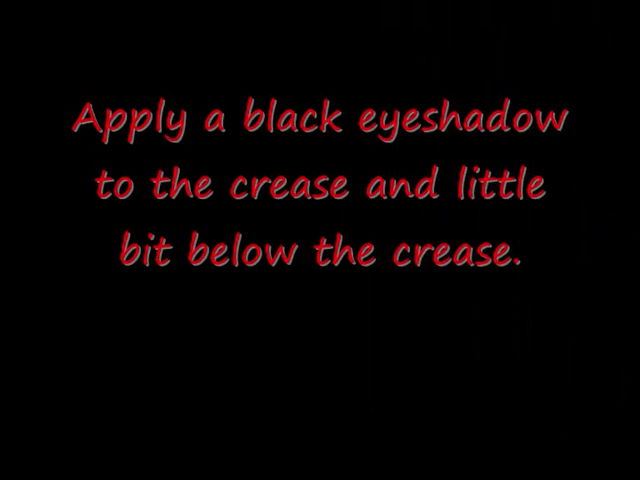 Apply a black eyeshadow
to the crease and little
bit below the crease.